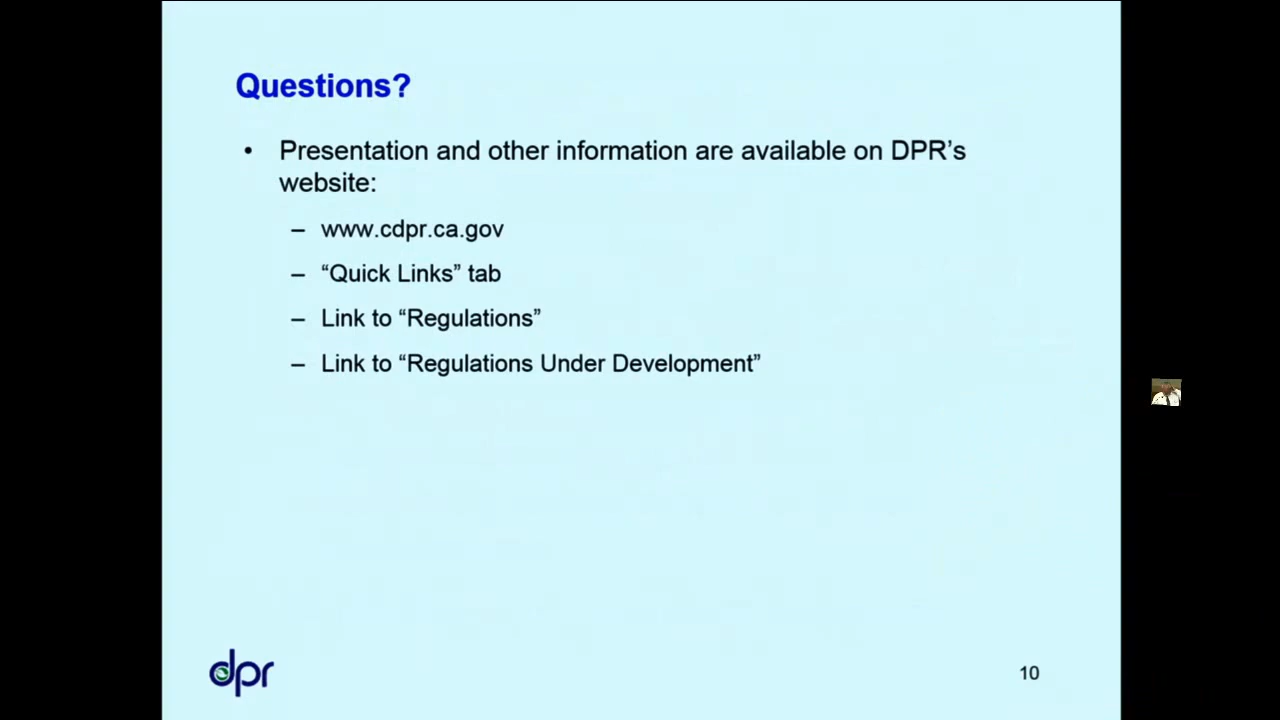 Questions?
• Presentation and other information are available on DPR’s
website:
– www.cdpr.ca.gov
– “Quick Links” tab
– Link to “Regulations”
– Link to “Regulations Under Development”
dpr
10